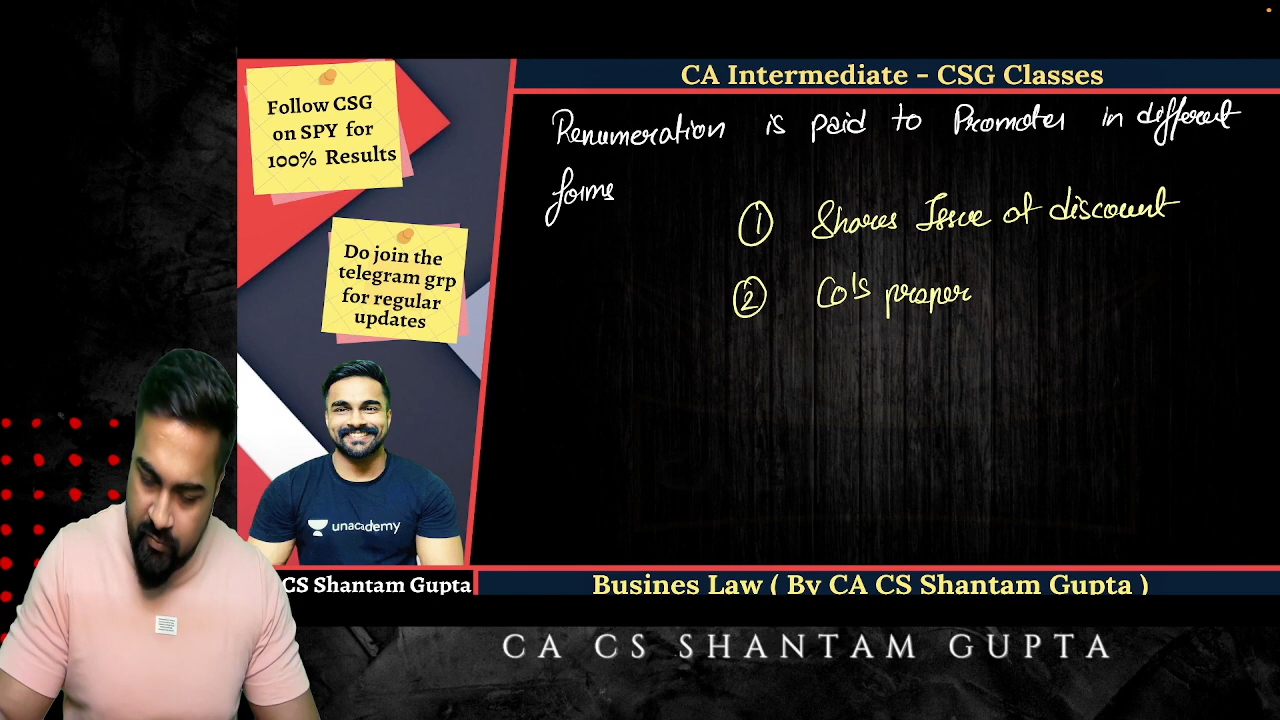 CA Intermediate - CSG Classes
Follow CSG
on SPY for
100% Results
Do join the
telegram grp
for regular
updates
unacademy
CS Shantam Gupta
Renumeration is paid to Promoter in different
forms
① Shares Issue at discount
② Co's proper
Busines Law ( By CA CS Shantam Gupta )
CA CS SHANTAM GUPTA